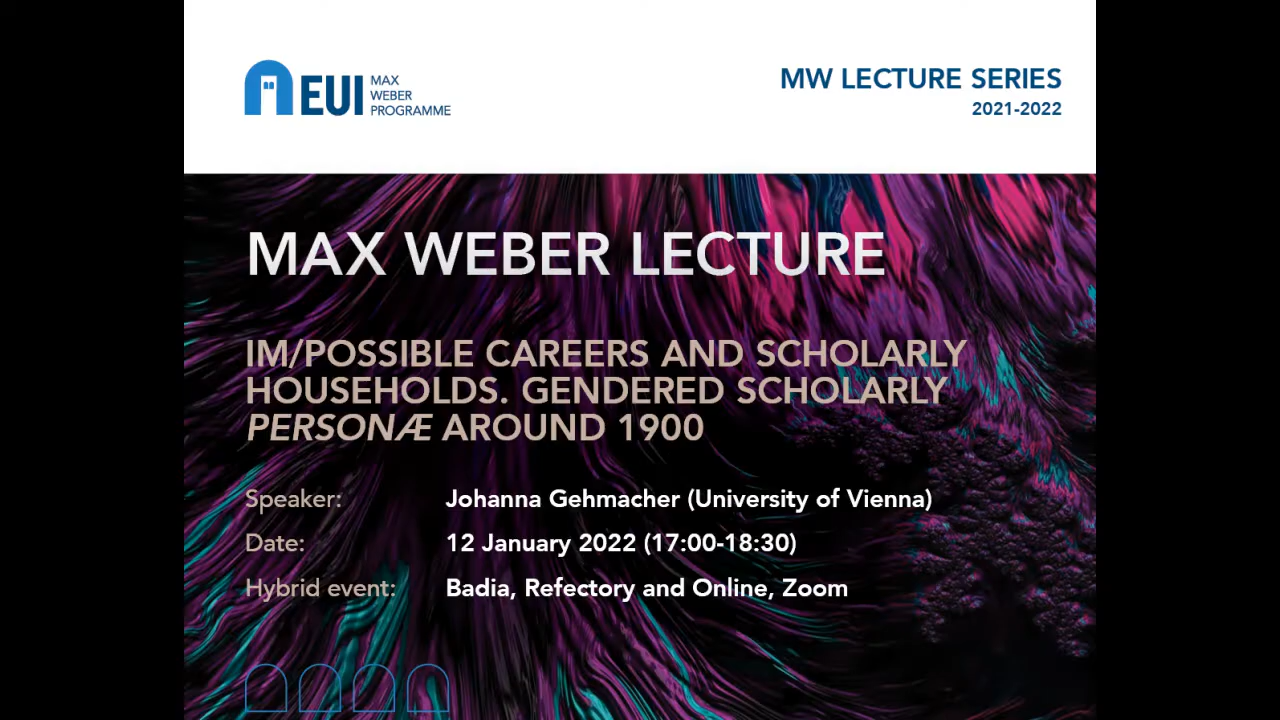 EUI
MAX
WEBER
PROGRAMME
MW LECTURE SERIES
2021-2022
MAX WEBER LECTURE
IM/POSSIBLE CAREERS AND SCHOLARLY
HOUSEHOLDS. GENDERED SCHOLARLY
PERSONÆ AROUND 1900
Speaker: Johanna Gehmacher (University of Vienna)
Date: 12 January 2022 (17:00-18:30)
Hybrid event: Badia, Refectory and Online, Zoom